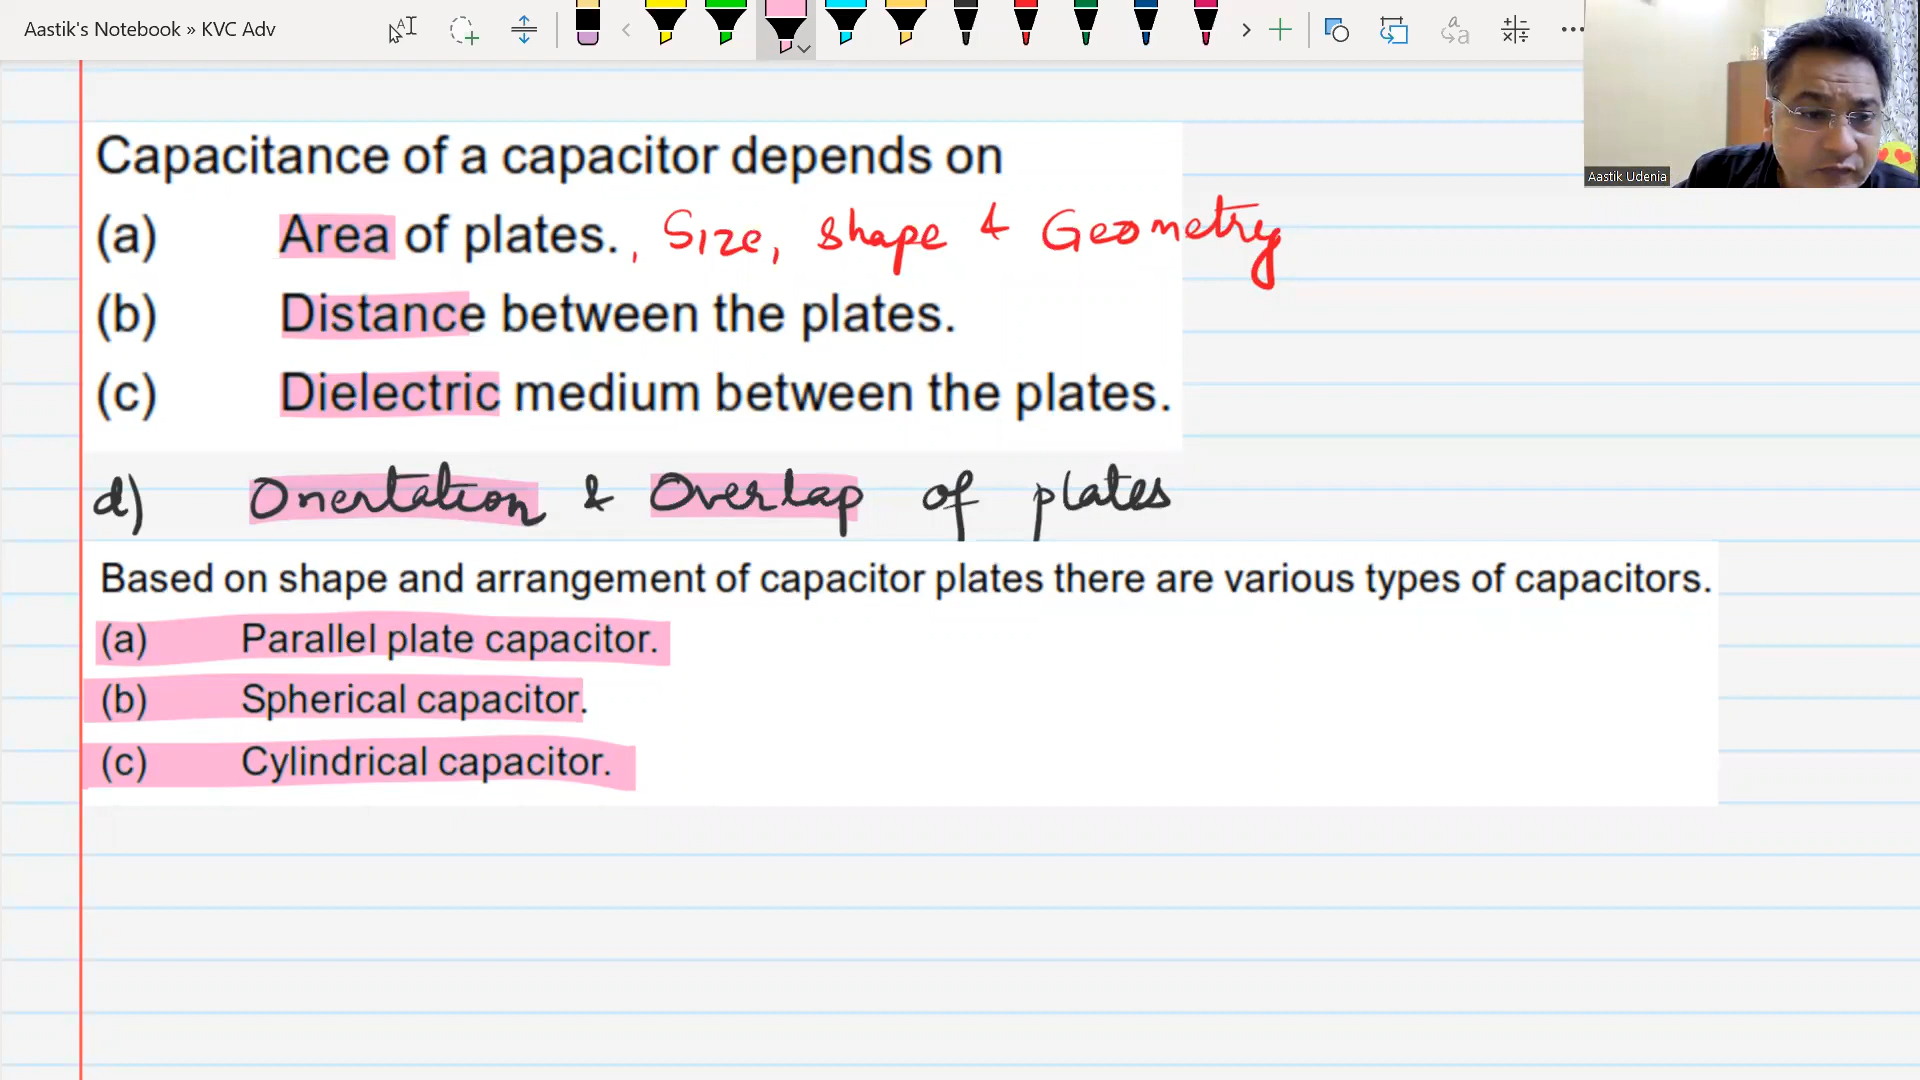 Aastik's Notebook » KVC Adv
Capacitance of a capacitor depends on
(a) Area of plates. , Size, shape & Geometry
(b) Distance between the plates.
(c) Dielectric medium between the plates.
d) Orientation & Overlap of plates
Based on shape and arrangement of capacitor plates there are various types of capacitors.
(a) Parallel plate capacitor.
(b) Spherical capacitor.
(c) Cylindrical capacitor.
Aastik Udenia